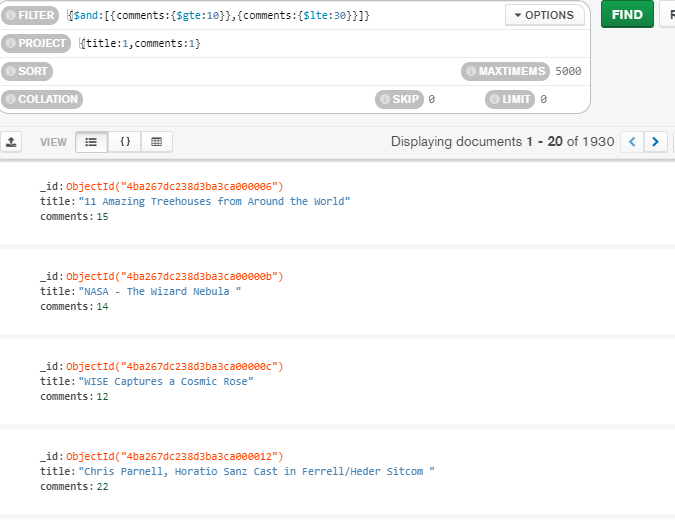 FILTER {$and:[{comments:{$gte:10}},{comments:{$lte:30}}]} OPTIONS FIND R
PROJECT {title:1,comments:1}
SORT MAXTIMEMS 5000
COLLATION SKIP 0 LIMIT 0
VIEW {} Displaying documents 1 - 20 of 1930
_id: ObjectId("4ba267dc238d3ba3ca000006")
title: "11 Amazing Treehouses from Around the World"
comments: 15
_id: ObjectId("4ba267dc238d3ba3ca00000b")
title: "NASA - The Wizard Nebula "
comments: 14
_id: ObjectId("4ba267dc238d3ba3ca00000c")
title: "WISE Captures a Cosmic Rose"
comments: 12
_id: ObjectId("4ba267dc238d3ba3ca000012")
title: "Chris Parnell, Horatio Sanz Cast in Ferrell/Heder Sitcom "
comments: 22